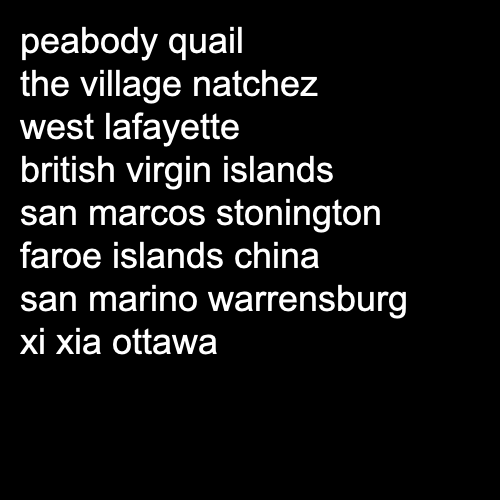 peabody quail
the village natchez
west lafayette
british virgin islands
san marcos stonington
faroe islands china
san marino warrensburg
xi xia ottawa